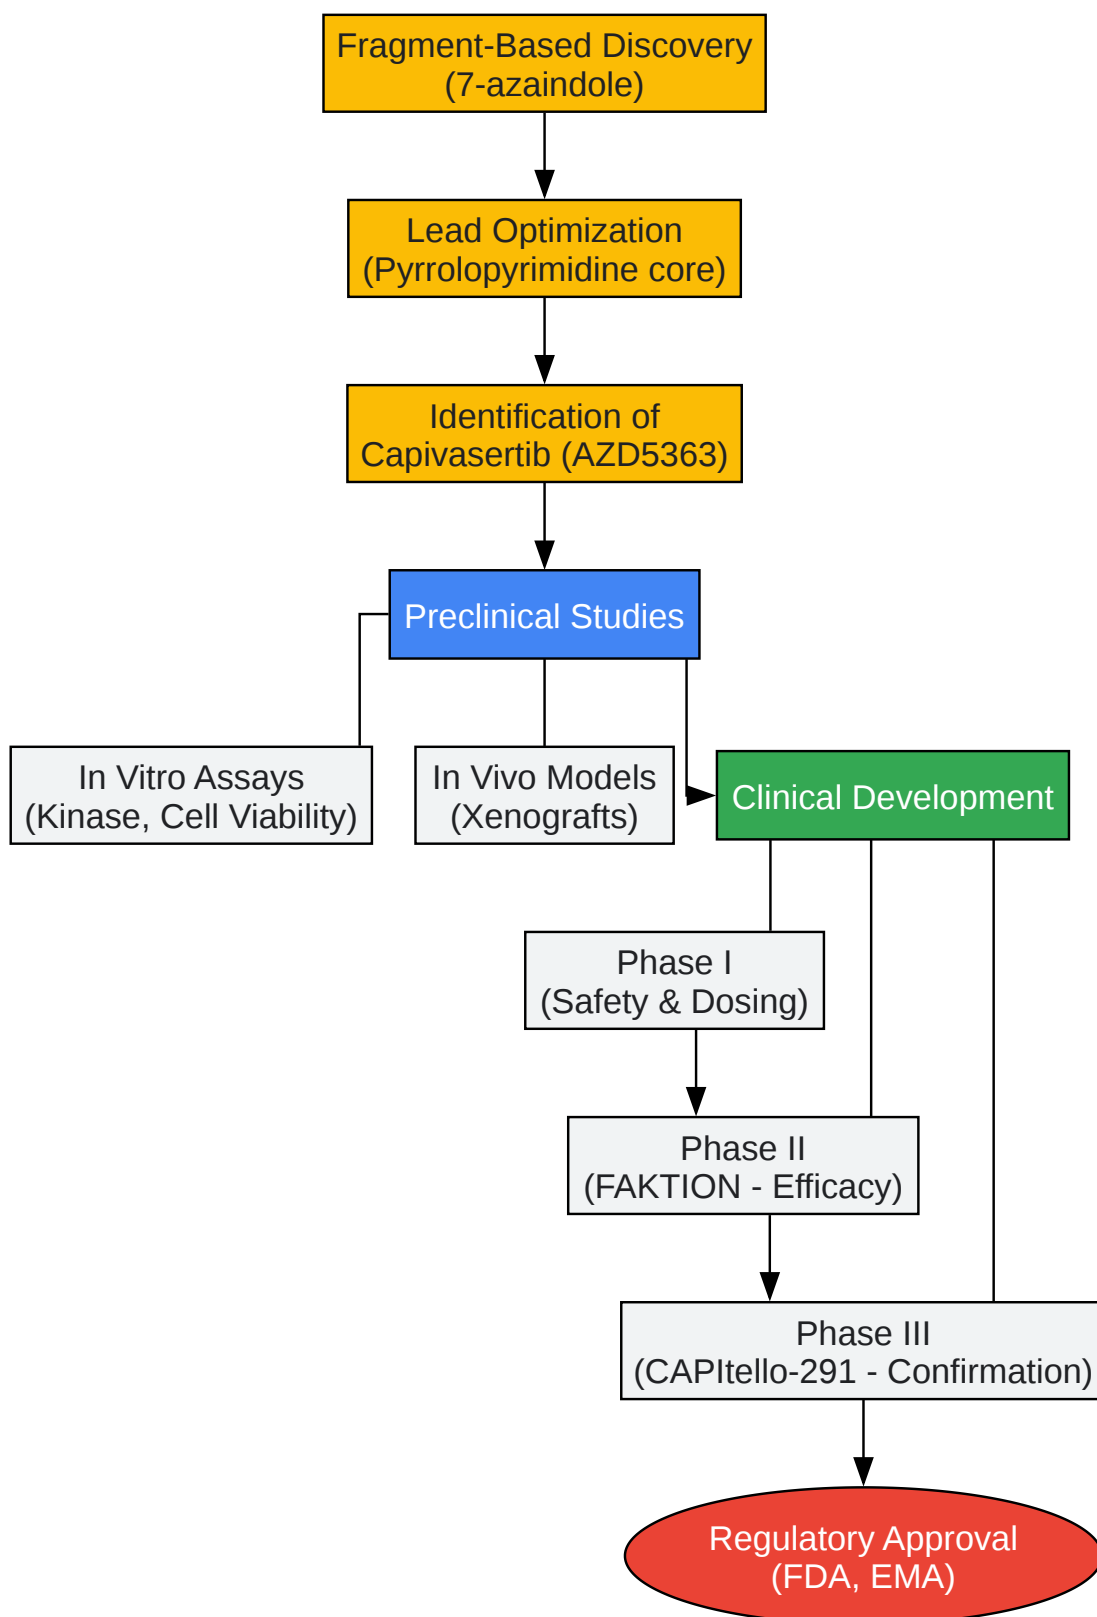 Fragment-Based Discovery
(7-azaindole)
Lead Optimization
(Pyrrolopyrimidine core)
Identification of
Capivasertib (AZD5363)
Preclinical Studies
In Vitro Assays
(Kinase, Cell Viability)
In Vivo Models
(Xenografts)
Clinical Development
Phase I
(Safety & Dosing)
Phase II
(FAKTION - Efficacy)
Phase III
(CAPItello-291 - Confirmation)
Regulatory Approval
(FDA, EMA)